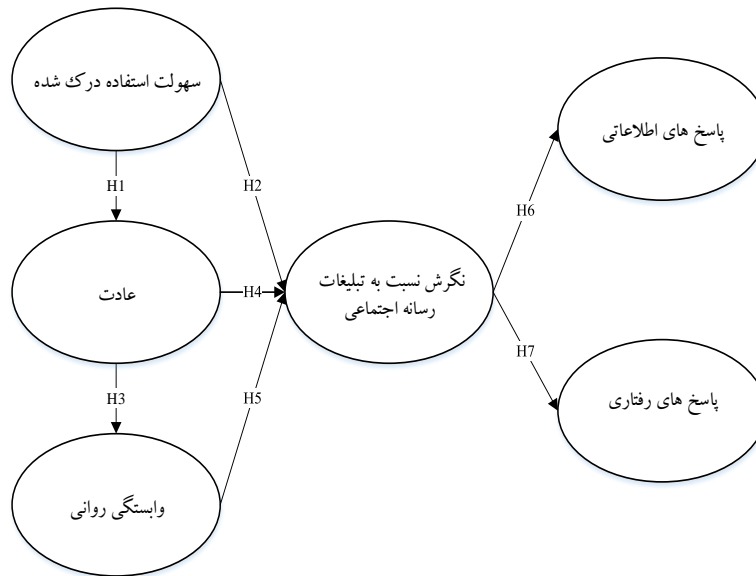 سهولت استفاده درک شده
H1
H2
عادت
H4
H3
H5
وابستگی روانی
نگرش نسبت به تبلیغات
رسانه اجتماعی
H6
H7
پاسخ های اطلاعاتی
پاسخ های رفتاری